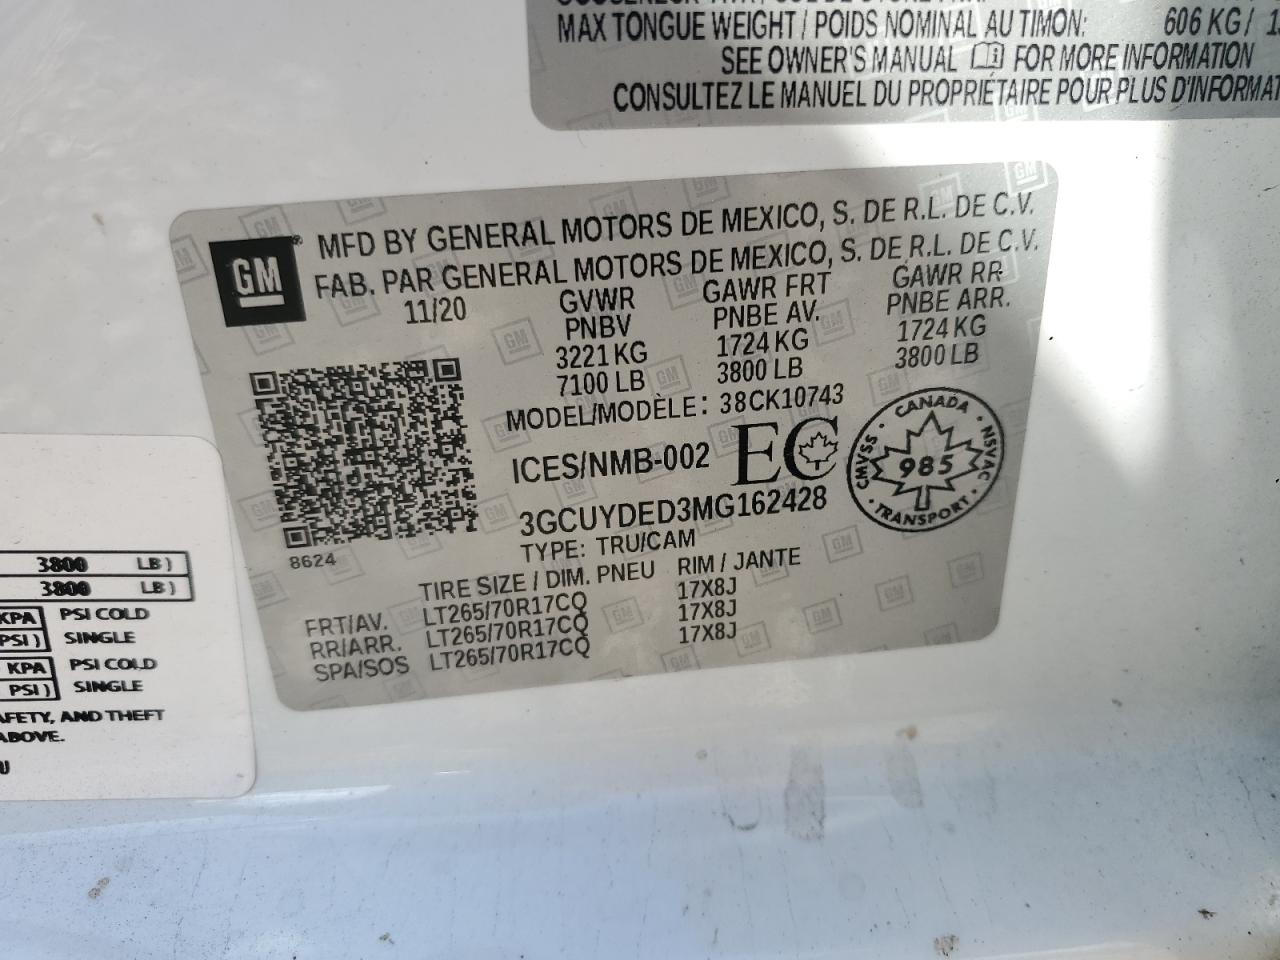 MAX TONGUE WEIGHT / POIDS NOMINAL AU TIMON: 606 KG /
SEE OWNER'S MANUAL FOR MORE INFORMATION
CONSULTEZ LE MANUEL DU PROPRIÉTAIRE POUR PLUS D'INFORMAT
GM
MFD BY GENERAL MOTORS DE MEXICO, S. DE R.L. DE C.V.
FAB. PAR GENERAL MOTORS DE MEXICO, S. DE R.L. DE C.V.
11/20 GVWR GAWR FRT GAWR RR
PNBV PNBE AV. PNBE ARR.
3221 KG 1724 KG 1724 KG
7100 LB 3800 LB 3800 LB
MODEL/MODÈLE: 38CK10743
ICES/NMB-002 EC
CANADA
CMVSS 985 NSVAC
TRANSPORT
3GCUYDED3MG162428
TYPE: TRU/CAM
8624
TIRE SIZE / DIM. PNEU RIM / JANTE
FRT/AV. LT265/70R17CQ 17X8J
RR/ARR. LT265/70R17CQ 17X8J
SPA/SOS LT265/70R17CQ 17X8J
3800 LB)
3800 LB)
KPA PSI COLD
PSI) SINGLE
KPA PSI COLD
PSI) SINGLE
AFETY, AND THEFT
ABOVE.